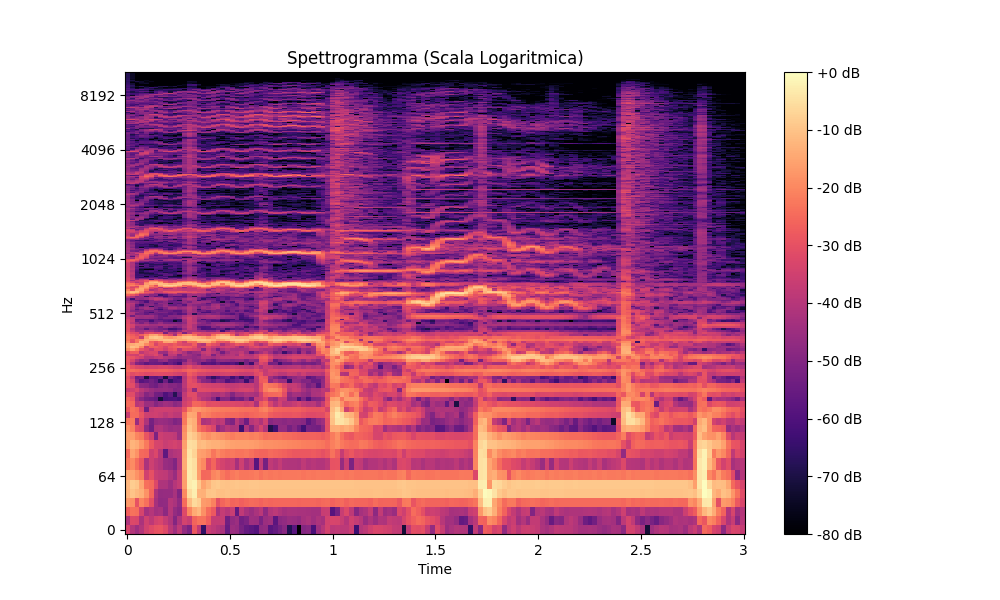 Spettrogramma (Scala Logaritmica)
Hz
8192
4096
2048
1024
512
256
128
64
0
0 0.5 1 1.5 2 2.5 3
Time
+0 dB
-10 dB
-20 dB
-30 dB
-40 dB
-50 dB
-60 dB
-70 dB
-80 dB